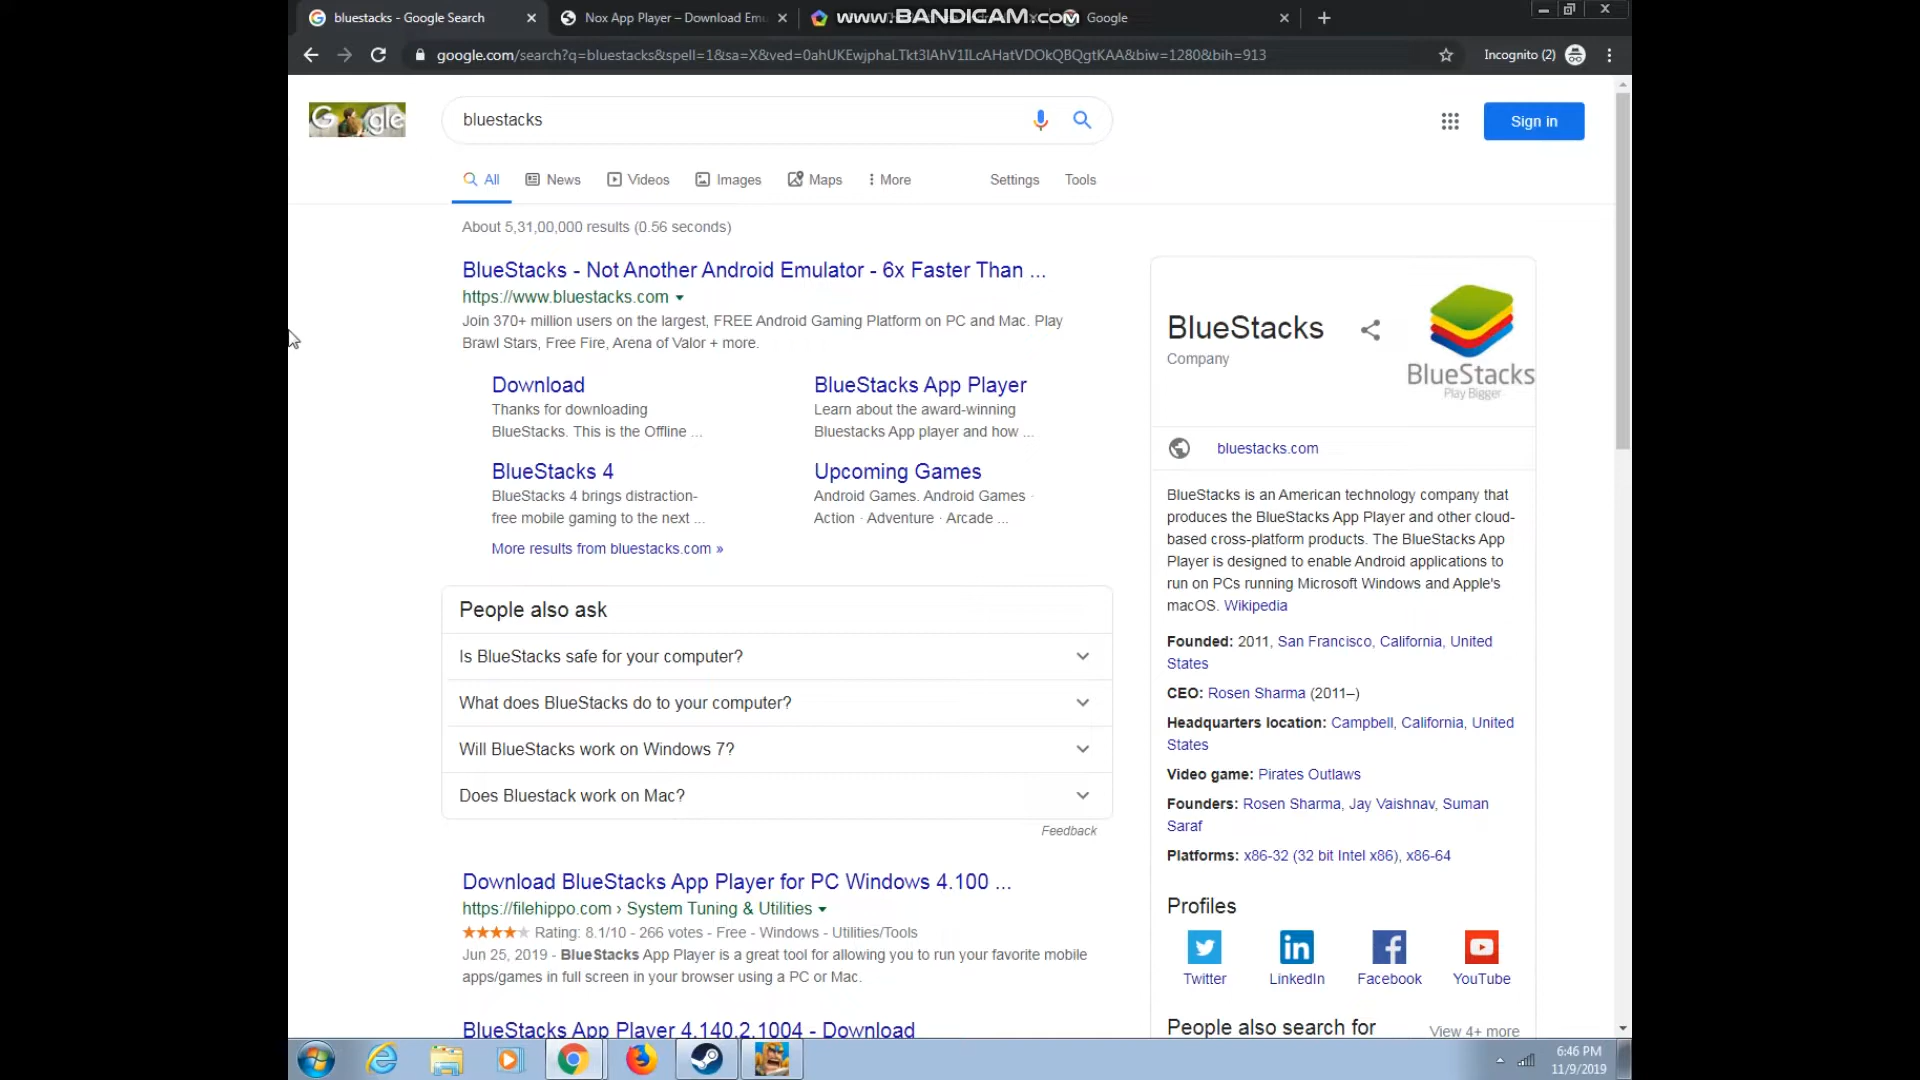 bluestacks - Google Search
Nox App Player – Download Emu
www.BANDICAM.com
Google
google.com/search?q=bluestacks&spell=1&sa=X&ved=0ahUKEwjphaLTkt3lAhV1ILcAHatVDOkQBQgtKAA&biw=1280&bih=913
Incognito (2)
bluestacks
Sign in
All
News
Videos
Images
Maps
More
Settings
Tools
About 5,31,00,000 results (0.56 seconds)
BlueStacks - Not Another Android Emulator - 6x Faster Than ...
https://www.bluestacks.com
Join 370+ million users on the largest, FREE Android Gaming Platform on PC and Mac. Play
Brawl Stars, Free Fire, Arena of Valor + more.
Download
Thanks for downloading
BlueStacks. This is the Offline ...
BlueStacks App Player
Learn about the award-winning
Bluestacks App player and how ...
BlueStacks 4
BlueStacks 4 brings distraction-
free mobile gaming to the next ...
Upcoming Games
Android Games. Android Games ·
Action · Adventure · Arcade ...
More results from bluestacks.com »
People also ask
Is BlueStacks safe for your computer?
What does BlueStacks do to your computer?
Will BlueStacks work on Windows 7?
Does Bluestack work on Mac?
Feedback
Download BlueStacks App Player for PC Windows 4.100 ...
https://filehippo.com › System Tuning & Utilities
Rating: 8.1/10 - 266 votes - Free - Windows - Utilities/Tools
Jun 25, 2019 - BlueStacks App Player is a great tool for allowing you to run your favorite mobile
apps/games in full screen in your browser using a PC or Mac.
BlueStacks App Player 4.140.2.1004 - Download
BlueStacks
Company
BlueStacks
Play Bigger
bluestacks.com
BlueStacks is an American technology company that
produces the BlueStacks App Player and other cloud-
based cross-platform products. The BlueStacks App
Player is designed to enable Android applications to
run on PCs running Microsoft Windows and Apple's
macOS. Wikipedia
Founded: 2011, San Francisco, California, United
States
CEO: Rosen Sharma (2011–)
Headquarters location: Campbell, California, United
States
Video game: Pirates Outlaws
Founders: Rosen Sharma, Jay Vaishnav, Suman
Saraf
Platforms: x86-32 (32 bit Intel x86), x86-64
Profiles
Twitter
LinkedIn
Facebook
YouTube
People also search for
View 4+ more
6:46 PM
11/9/2019